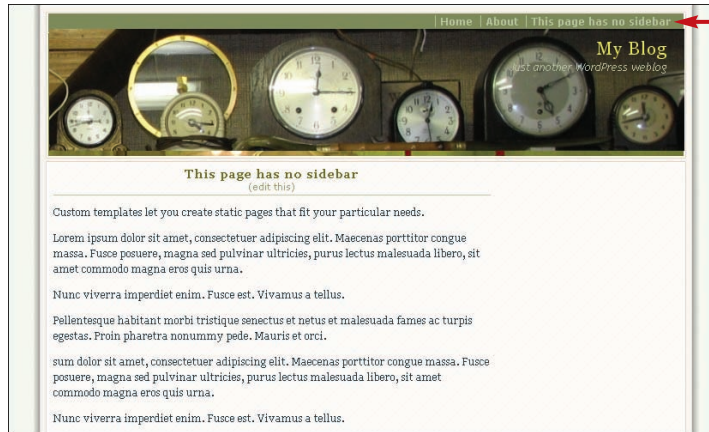 Home | About | This page has no sidebar
My Blog
Just another WordPress weblog
This page has no sidebar
(edit this)
Custom templates let you create static pages that fit your particular needs.
Lorem ipsum dolor sit amet, consectetuer adipiscing elit. Maecenas porttitor congue
massa. Fusce posuere, magna sed pulvinar ultricies, purus lectus malesuada libero, sit
amet commodo magna eros quis urna.
Nunc viverra imperdiet enim. Fusce est. Vivamus a tellus.
Pellentesque habitant morbi tristique senectus et netus et malesuada fames ac turpis
egestas. Proin pharetra nonummy pede. Mauris et orci.
sum dolor sit amet, consectetuer adipiscing elit. Maecenas porttitor congue massa. Fusce
posuere, magna sed pulvinar ultricies, purus lectus malesuada libero, sit amet
commodo magna eros quis urna.
Nunc viverra imperdiet enim. Fusce est. Vivamus a tellus.